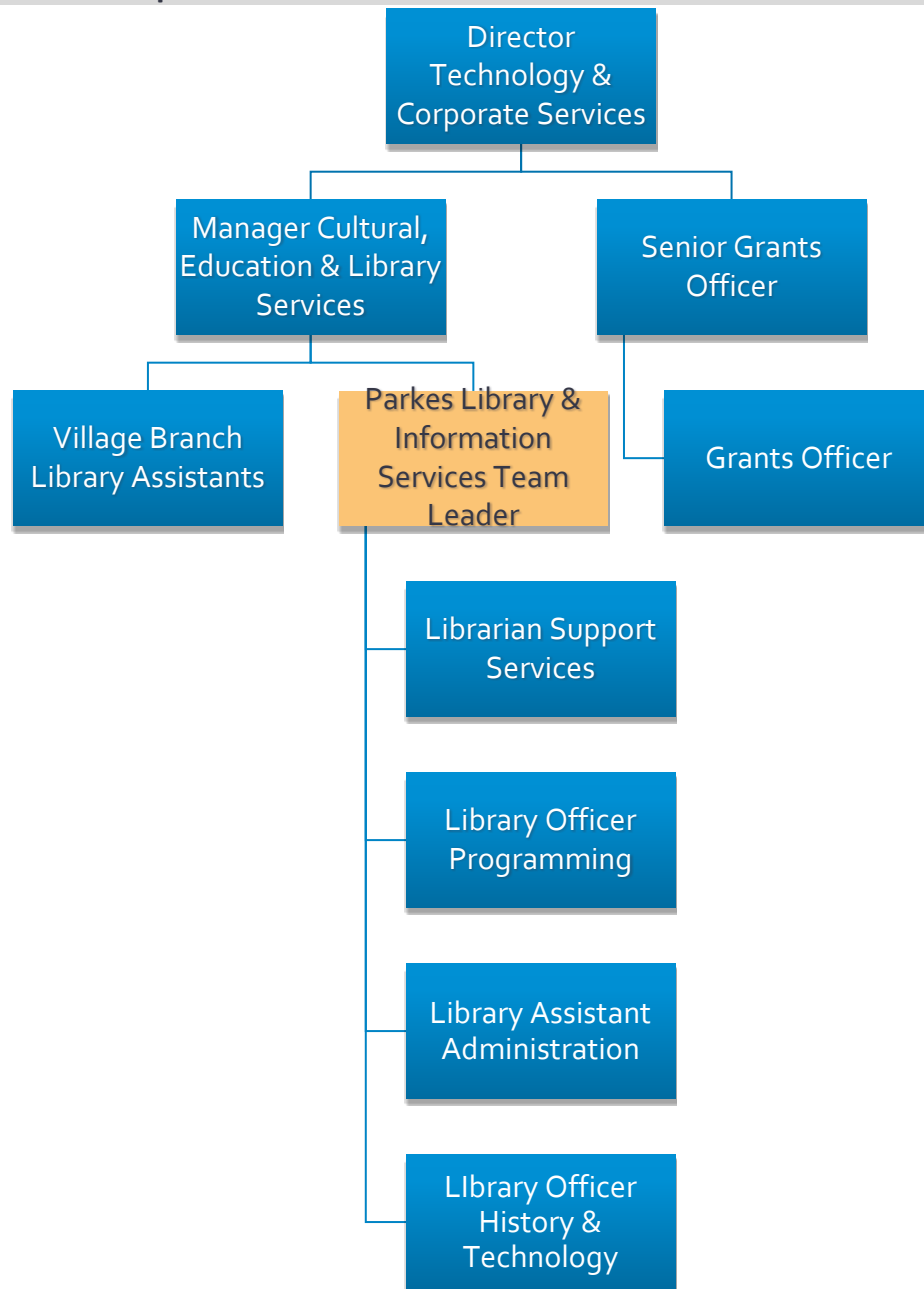 Director
Technology &
Corporate Services
Manager Cultural,
Education & Library
Services
Senior Grants
Officer
Village Branch
Library Assistants
Parkes Library &
Information
Services Team
Leader
Grants Officer
Librarian Support
Services
Library Officer
Programming
Library Assistant
Administration
LIbrary Officer
History &
Technology